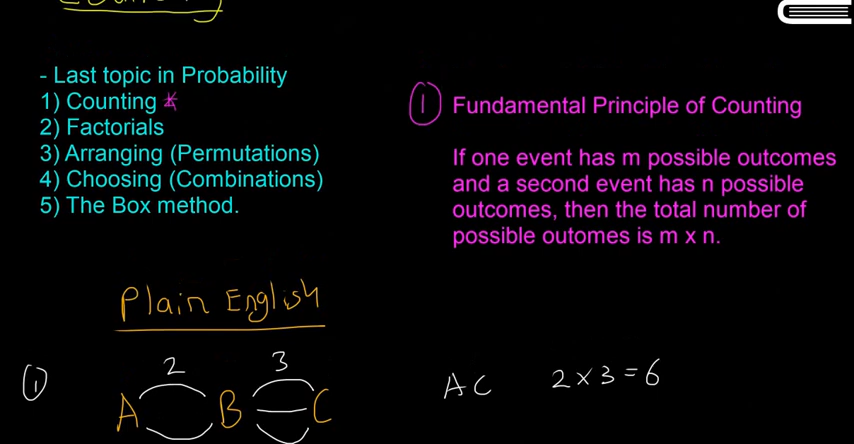 - Last topic in Probability
1) Counting *
2) Factorials
3) Arranging (Permutations)
4) Choosing (Combinations)
5) The Box method.
① Fundamental Principle of Counting
If one event has m possible outcomes
and a second event has n possible
outcomes, then the total number of
possible outomes is m x n.
Plain English
①
2 3
A B C
AC 2 x 3 = 6